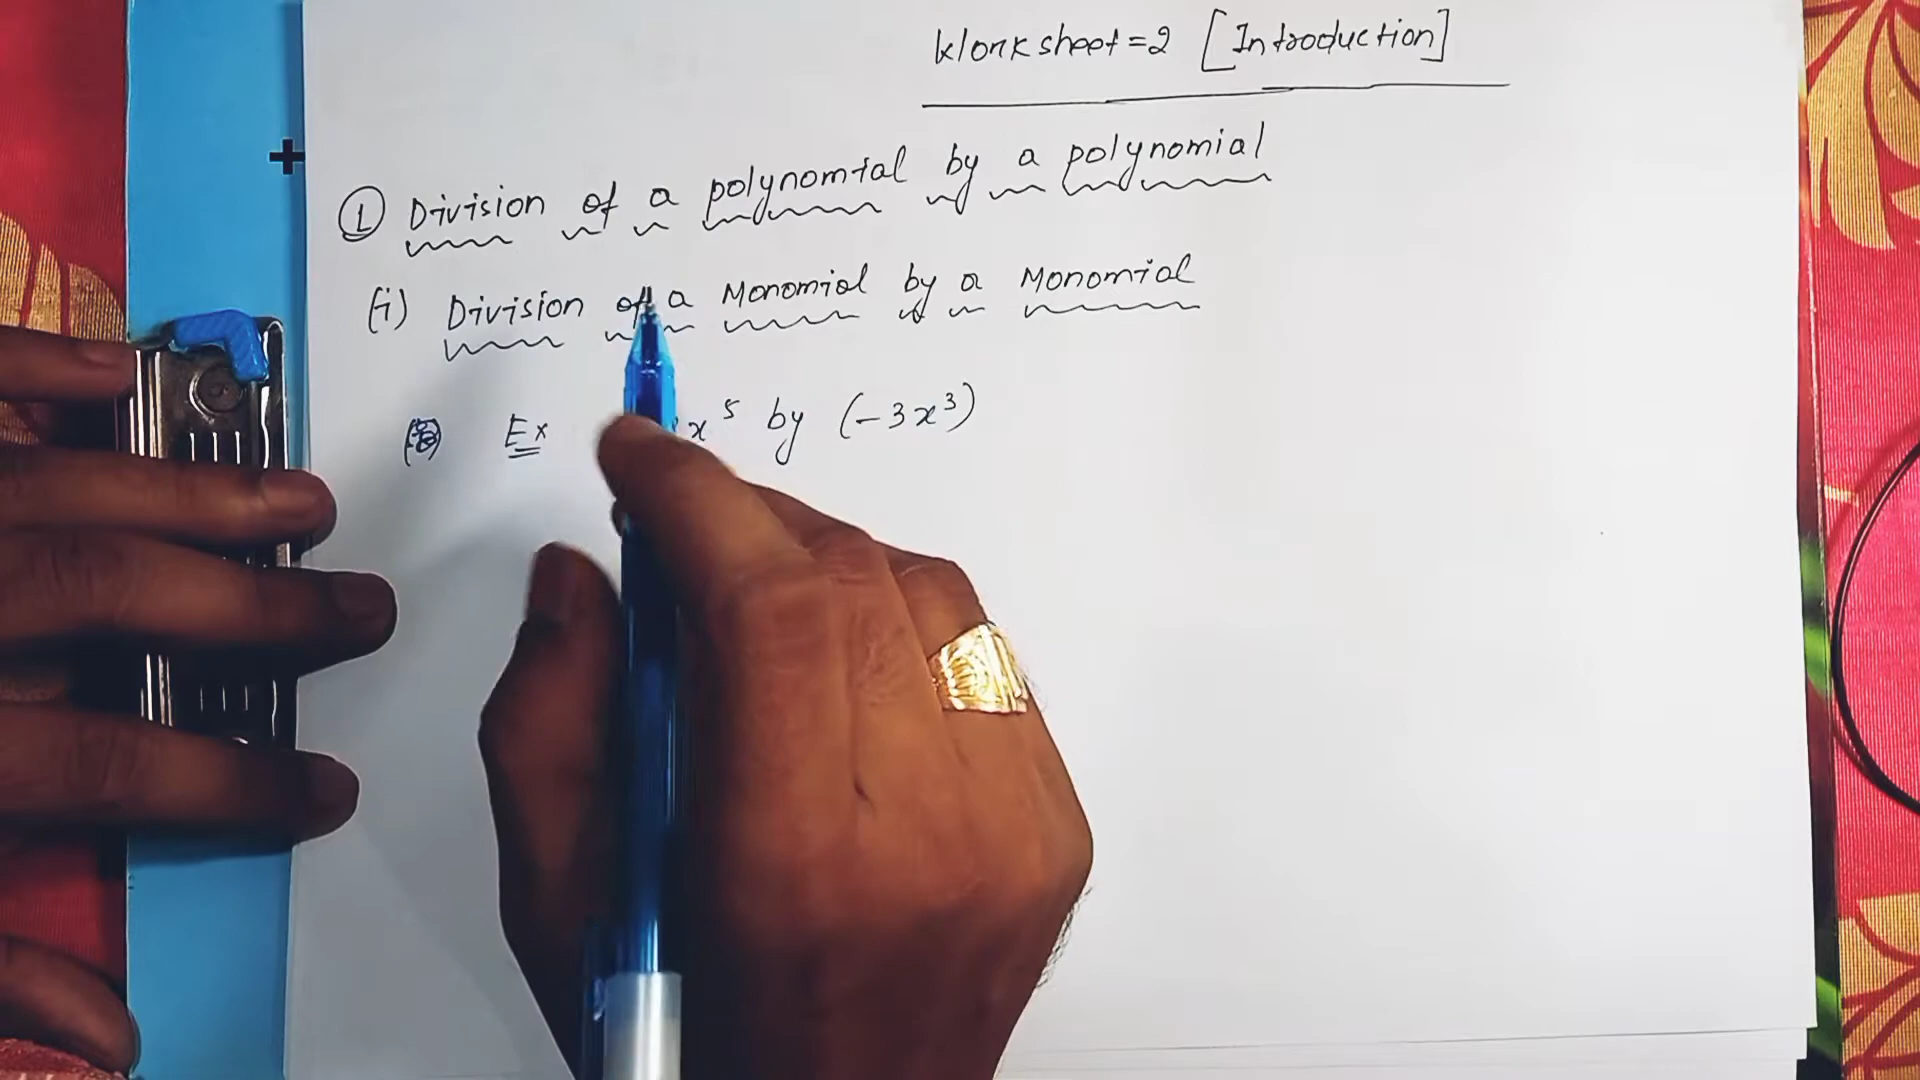 Worksheet=2 [Introduction]
① Division of a polynomial by a polynomial
(i) Division of a Monomial by a Monomial
Ex x⁵ by (-3x³)